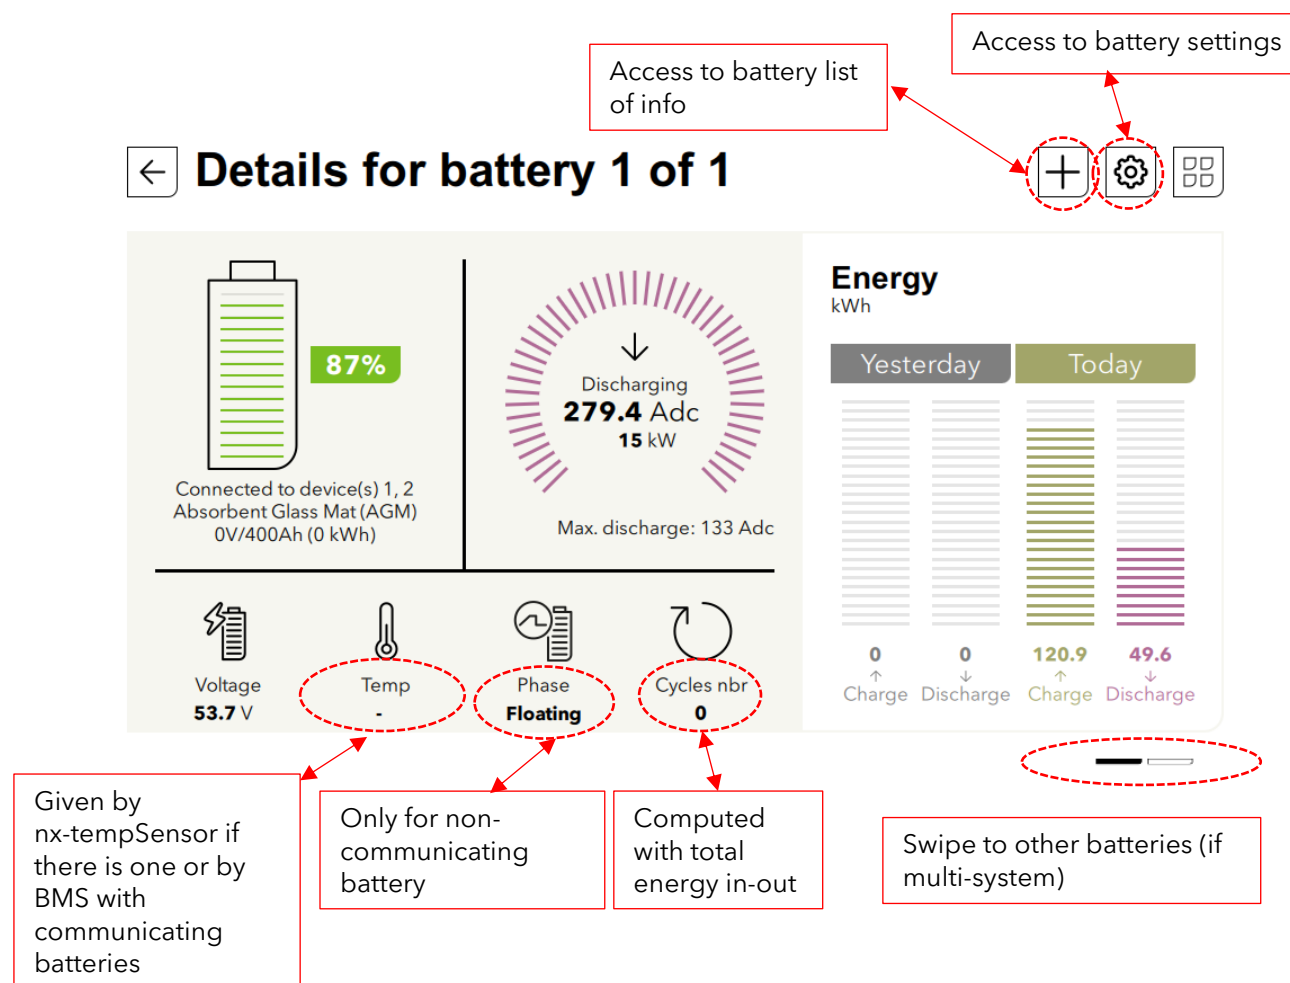 Access to battery settings
Access to battery list
of info
Details for battery 1 of 1
87%
Connected to device(s) 1, 2
Absorbent Glass Mat (AGM)
0V/400Ah (0 kWh)
Discharging
279.4 Adc
15 kW
Max. discharge: 133 Adc
Voltage
53.7 V
Temp
-
Phase
Floating
Cycles nbr
0
Energy
kWh
Yesterday
Today
0
Charge
0
Discharge
120.9
Charge
49.6
Discharge
Given by
nx-tempSensor if
there is one or by
BMS with
communicating
batteries
Only for non-
communicating
battery
Computed
with total
energy in-out
Swipe to other batteries (if
multi-system)